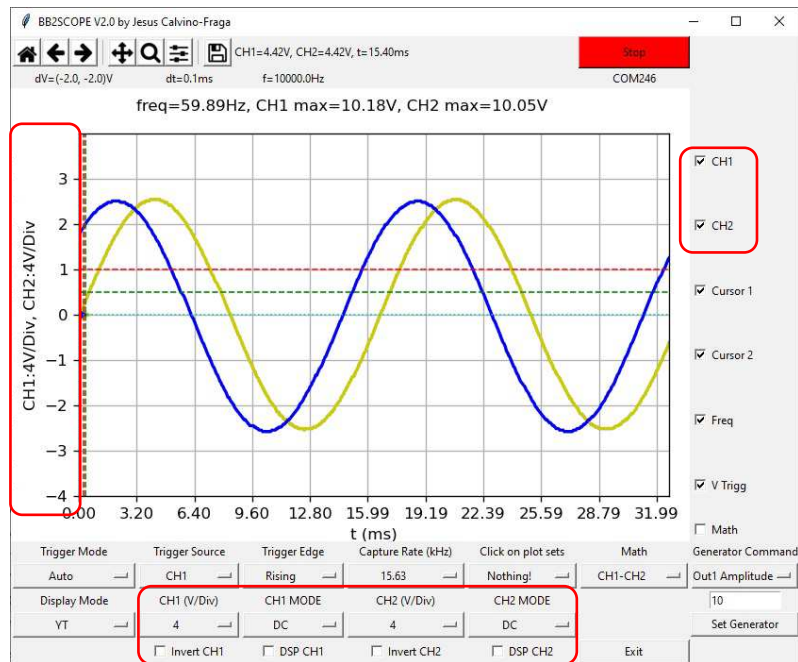 BB2SCOPE V2.0 by Jesus Calvino-Fraga
CH1=4.42V, CH2=4.42V, t=15.40ms
Stop
dV=(-2.0, -2.0)V dt=0.1ms f=10000.0Hz COM246
freq=59.89Hz, CH1 max=10.18V, CH2 max=10.05V
CH1:4V/Div, CH2:4V/Div
3
2
1
0
−1
−2
−3
−4
0.00 3.20 6.40 9.60 12.80 15.99 19.19 22.39 25.59 28.79 31.99
t (ms)
CH1
CH2
Cursor 1
Cursor 2
Freq
V Trigg
Math
Trigger Mode Trigger Source Trigger Edge Capture Rate (kHz) Click on plot sets Math Generator Command
Auto CH1 Rising 15.63 Nothing! CH1-CH2 Out1 Amplitude
Display Mode CH1 (V/Div) CH1 MODE CH2 (V/Div) CH2 MODE 10
YT 4 DC 4 DC Set Generator
Invert CH1 DSP CH1 Invert CH2 DSP CH2 Exit